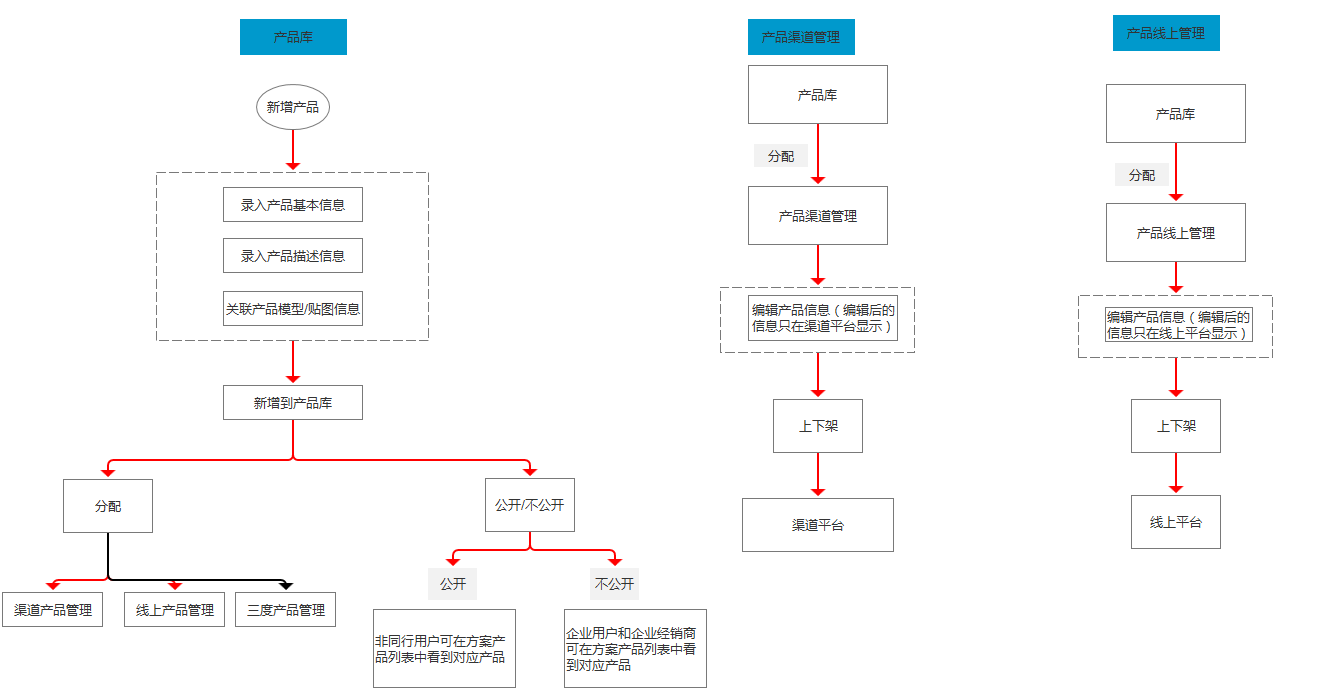 产品库
新增产品
录入产品基本信息
录入产品描述信息
关联产品模型/贴图信息
新增到产品库
分配
公开/不公开
公开
不公开
渠道产品管理
线上产品管理
三度产品管理
非同行用户可在方案产
品列表中看到对应产品
企业用户和企业经销商
可在方案产品列表中看
到对应产品
产品渠道管理
产品库
分配
产品渠道管理
编辑产品信息（编辑后的
信息只在渠道平台显示）
上下架
渠道平台
产品线上管理
产品库
分配
产品线上管理
编辑产品信息（编辑后的
信息只在线上平台显示）
上下架
线上平台